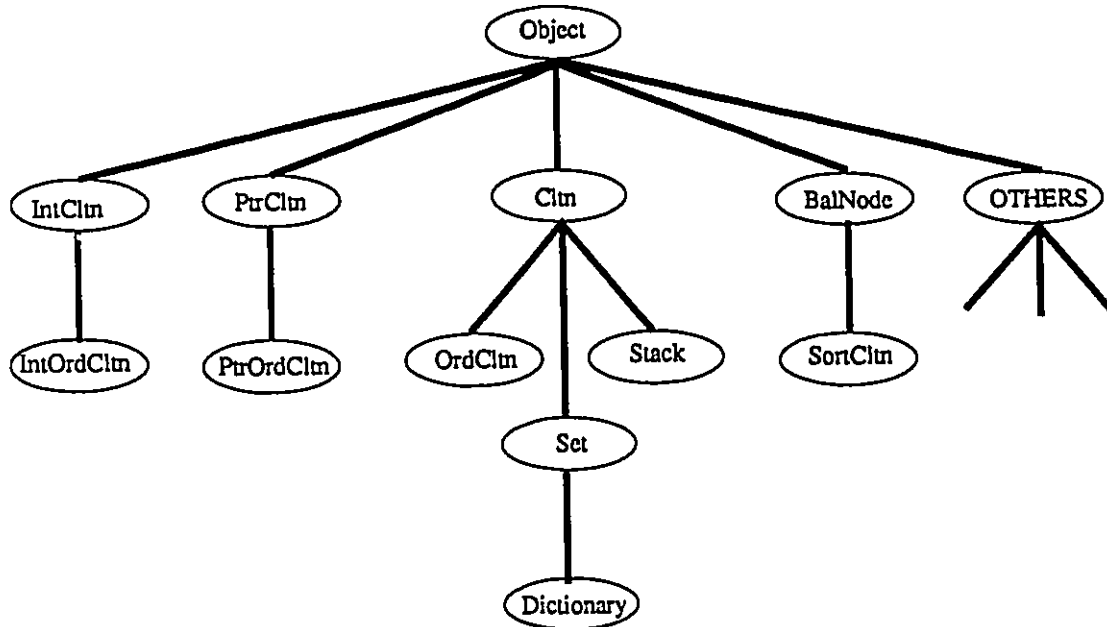 Object
IntCltn
PtrCltn
Cltn
BalNode
OTHERS
IntOrdCltn
PtrOrdCltn
OrdCltn
Stack
SortCltn
Set
Dictionary